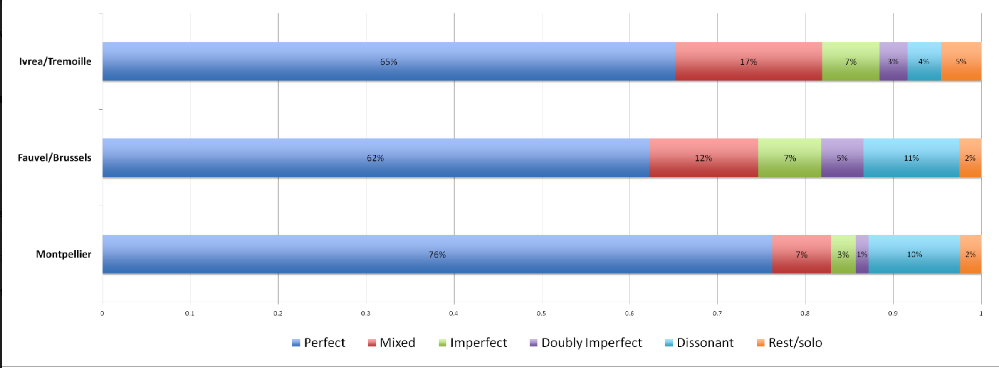 Ivrea/Tremoille 65% 17% 7% 3% 4% 5%
Fauvel/Brussels 62% 12% 7% 5% 11% 2%
Montpellier 76% 7% 3% 1% 10% 2%
0 0.1 0.2 0.3 0.4 0.5 0.6 0.7 0.8 0.9 1
Perfect Mixed Imperfect Doubly Imperfect Dissonant Rest/solo